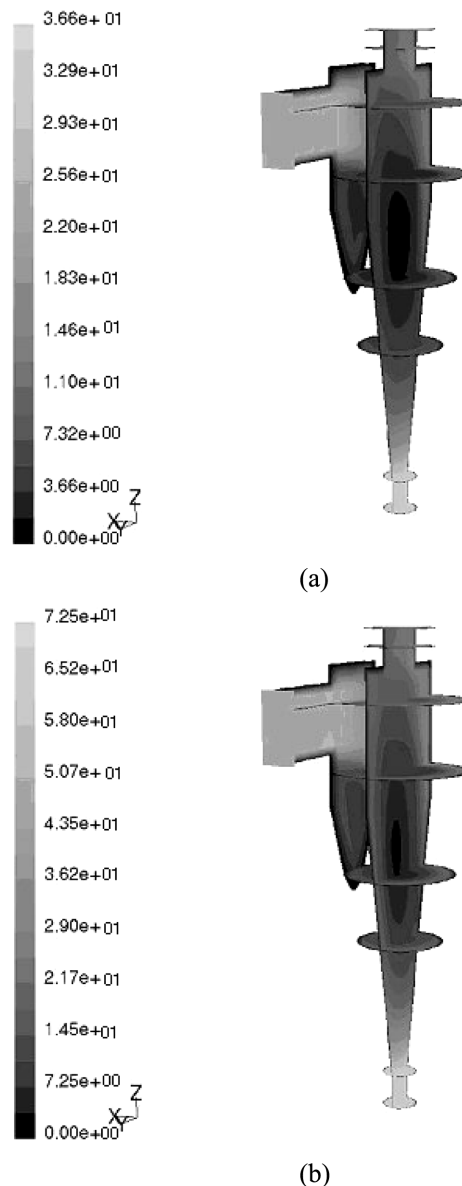 3.66e+ 01
3.29e+ 01
2.93e+ 01
2.56e+ 01
2.20e+ 01
1.83e+ 01
1.46e+ 01
1.10e+ 01
7.32e+ 00
3.66e+ 00
0.00e+00
Z
X Y
(a)
7.25e+ 01
6.52e+01
5.80e+01
5.07e+01
4.35e+01
3.62e+01
2.90e+01
2.17e+01
1.45e+ 01
7.25e+00
0.00e+00
Z
X Y
(b)